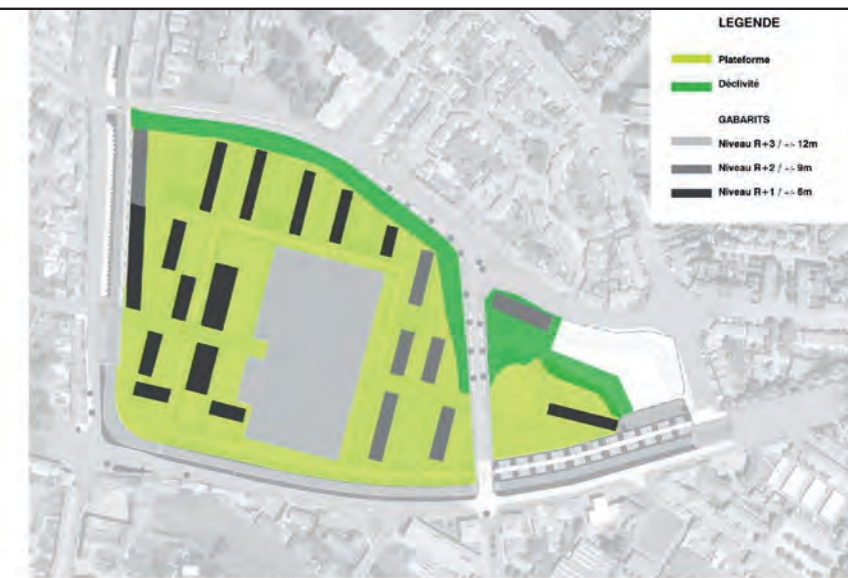 LEGENDE
Plateforme
Déclivité
GABARITS
Niveau R+3 / +/- 12m
Niveau R+2 / +/- 9m
Niveau R+1 / +/- 6m